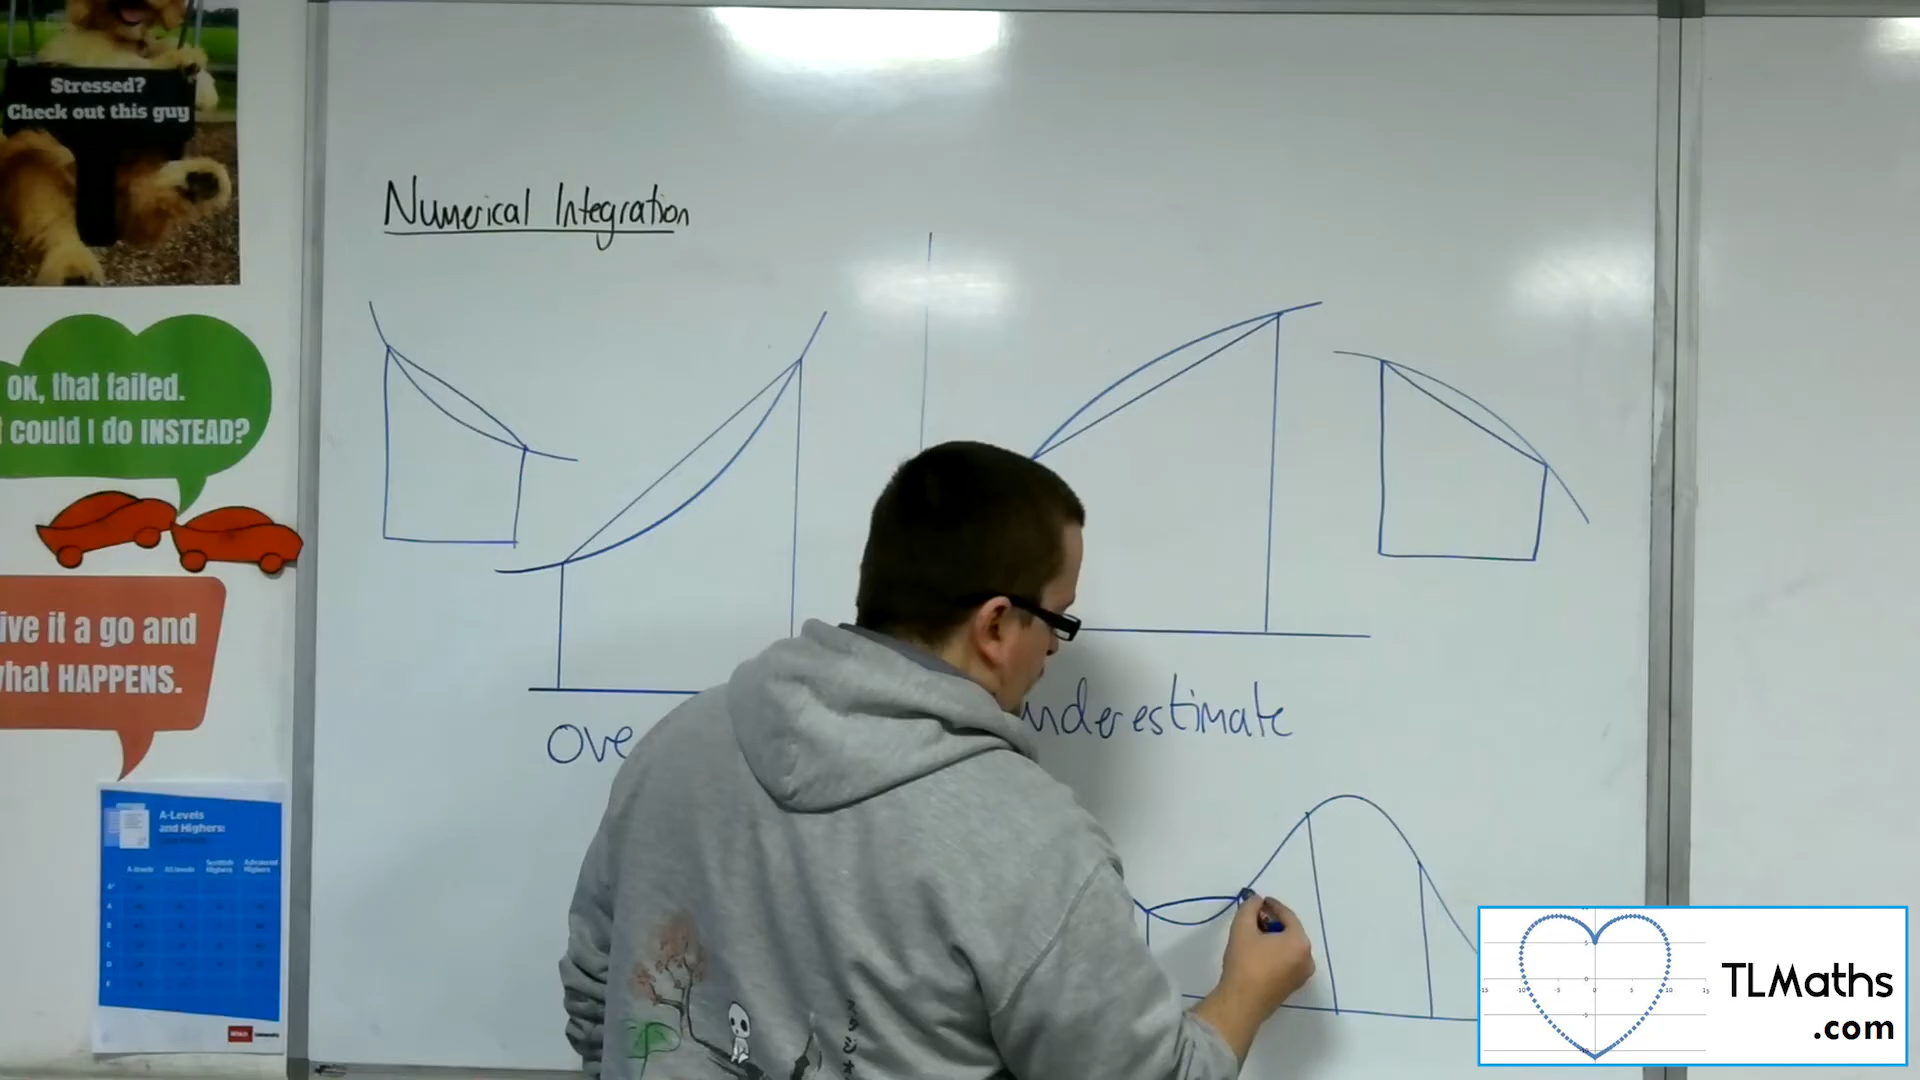 Stressed?
Check out this guy
Numerical Integration
OK, that failed.
could I do INSTEAD?
ive it a go and
what HAPPENS.
Ove
nderestimate
A-Levels
and Highers:
TLMaths
.com